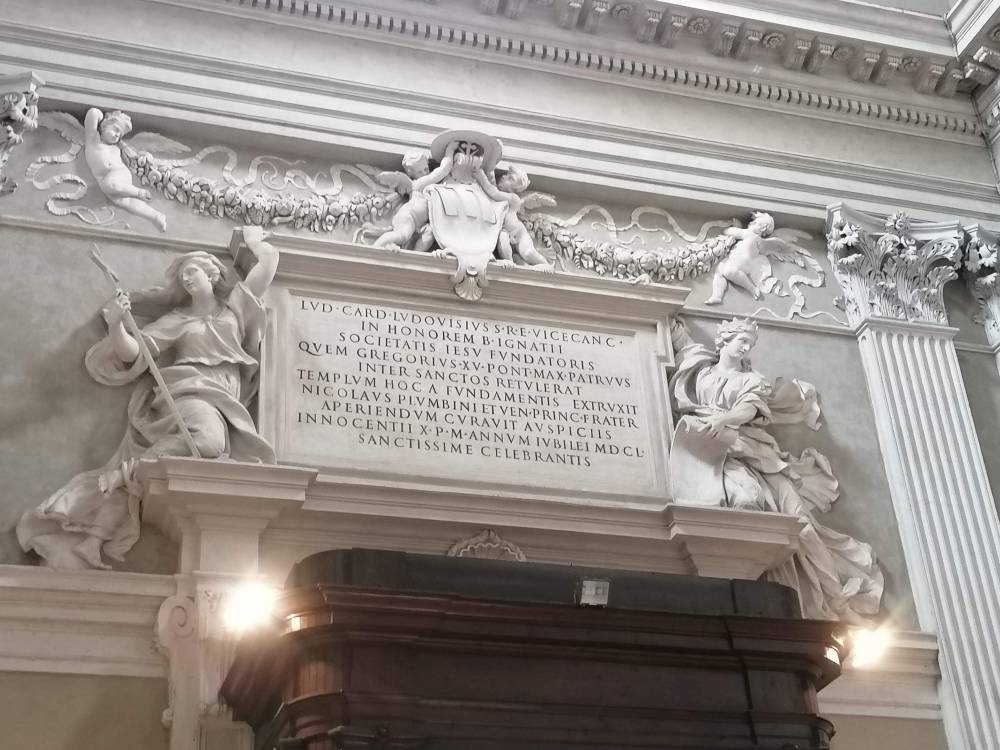 LVD·CARD·LVDOVISIVS·S·R·E·VICECANC·
IN HONOREM B·IGNATII
SOCIETATIS IESV FVNDATORIS
QVEM GREGORIVS·XV·PONT·MAX·PATRVVS
INTER SANCTOS RETVLERAT
TEMPLVM HOC A FVNDAMENTIS EXTRVXIT
NICOLAVS PLVMBINI ET VEN·PRINC·FRATER
APERIENDVM CVRAVIT AVSPICIIS
INNOCENTII X·P·M·ANNVM IVBILEI MDCL·
SANCTISSIME CELEBRANTIS